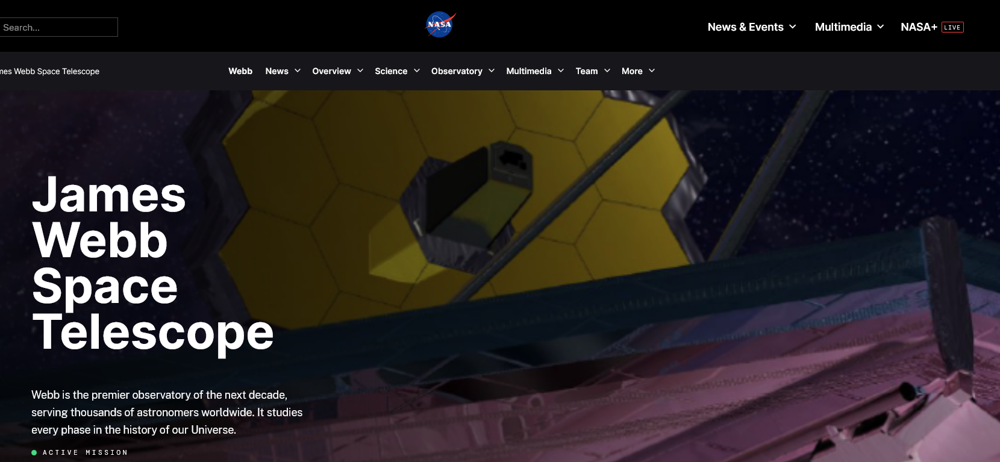 Search...
NASA
News & Events
Multimedia
NASA+ LIVE
mes Webb Space Telescope
Webb
News
Overview
Science
Observatory
Multimedia
Team
More
James
Webb
Space
Telescope
Webb is the premier observatory of the next decade,
serving thousands of astronomers worldwide. It studies
every phase in the history of our Universe.
ACTIVE MISSION